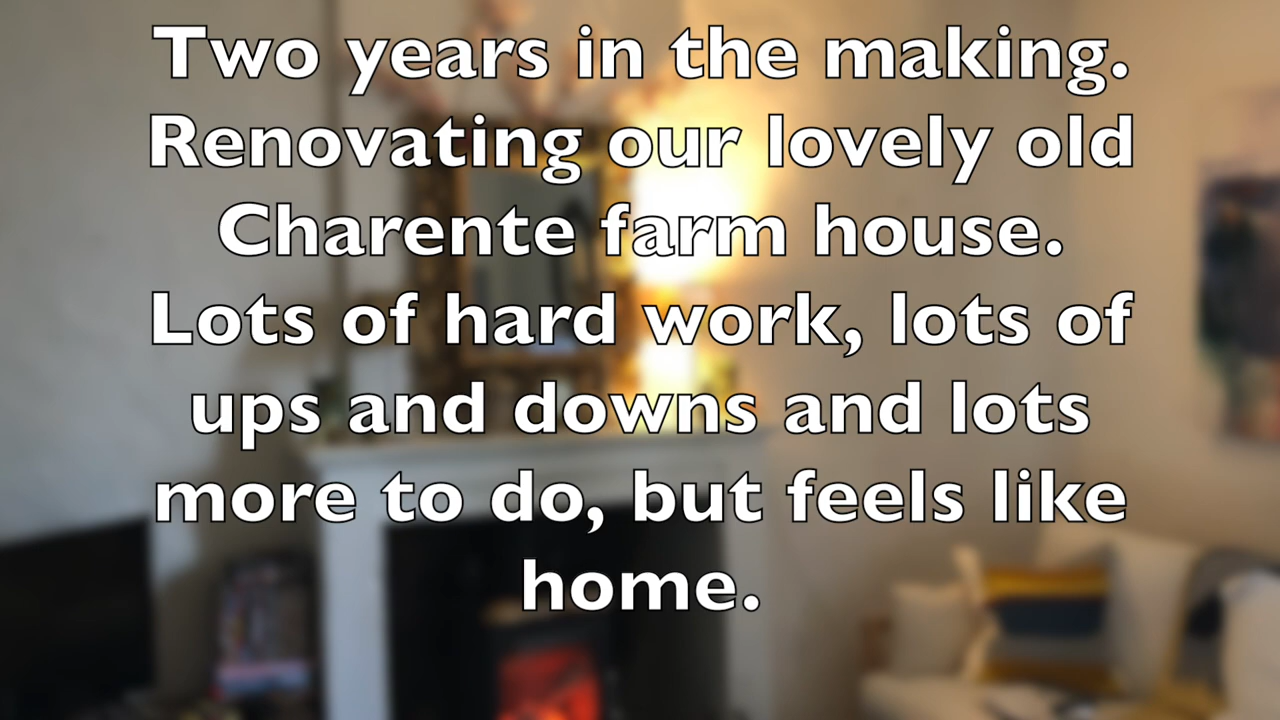 Two years in the making.
Renovating our lovely old
Charente farm house.
Lots of hard work, lots of
ups and downs and lots
more to do, but feels like
home.